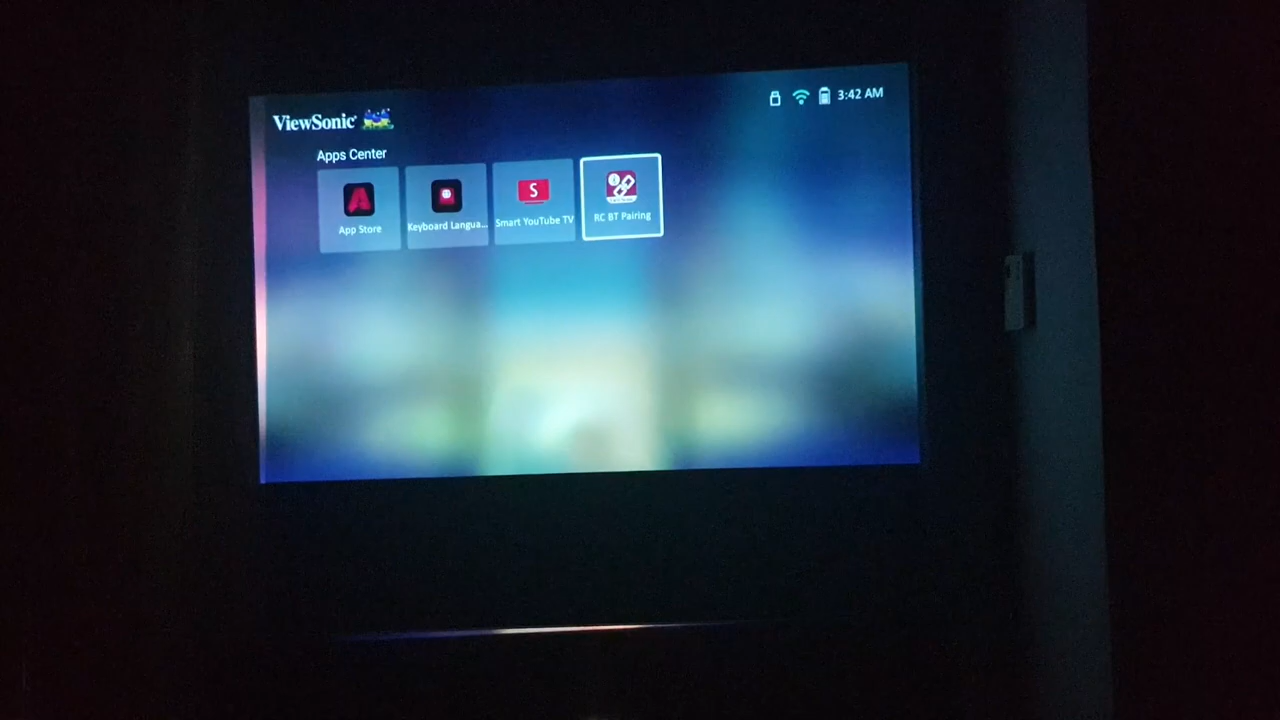 ViewSonic
3:42 AM
Apps Center
App Store
Keyboard Langua...
S
Smart YouTube TV
RC BT Pairing